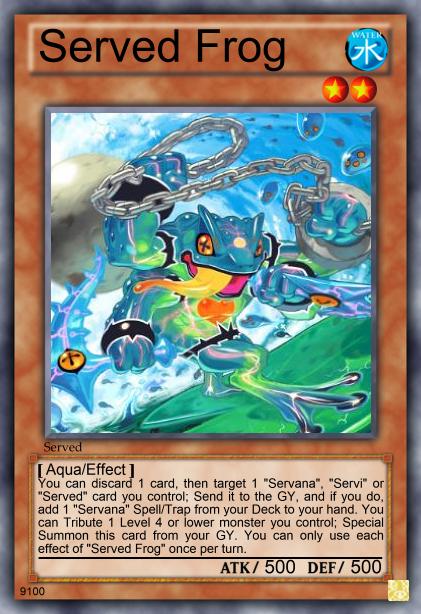 Served Frog
WATER
水
Served
[ Aqua/Effect ]
You can discard 1 card, then target 1 "Servana", "Servi" or
"Served" card you control; Send it to the GY, and if you do,
add 1 "Servana" Spell/Trap from your Deck to your hand. You
can Tribute 1 Level 4 or lower monster you control; Special
Summon this card from your GY. You can only use each
effect of "Served Frog" once per turn.
ATK/ 500 DEF/ 500
9100